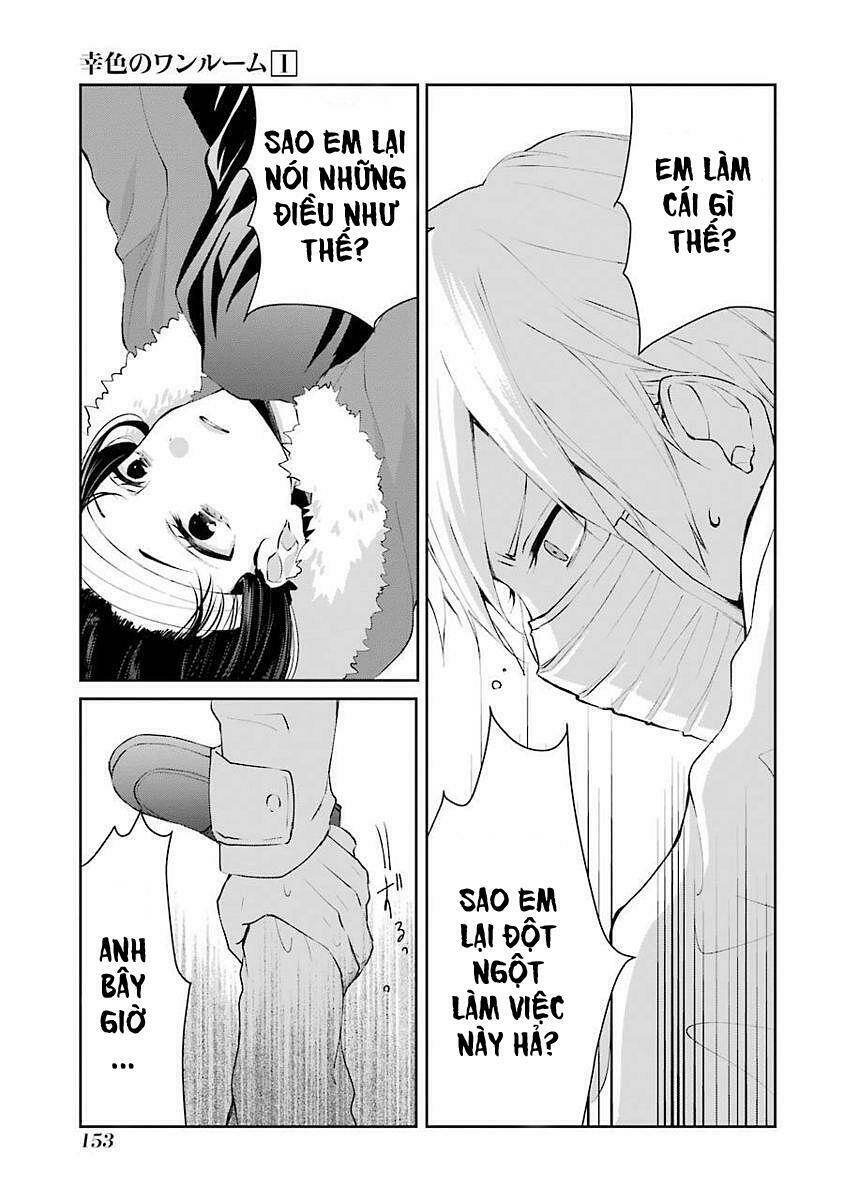 幸色のワンルーム 1
EM LÀM
CÁI GÌ
THẾ?
SAO EM
LẠI ĐỘT
NGỘT
LÀM VIỆC
NÀY HẢ?
SAO EM LẠI
NÓI NHỮNG
ĐIỀU NHƯ
THẾ?
ANH
BÂY
GIỜ
...
153